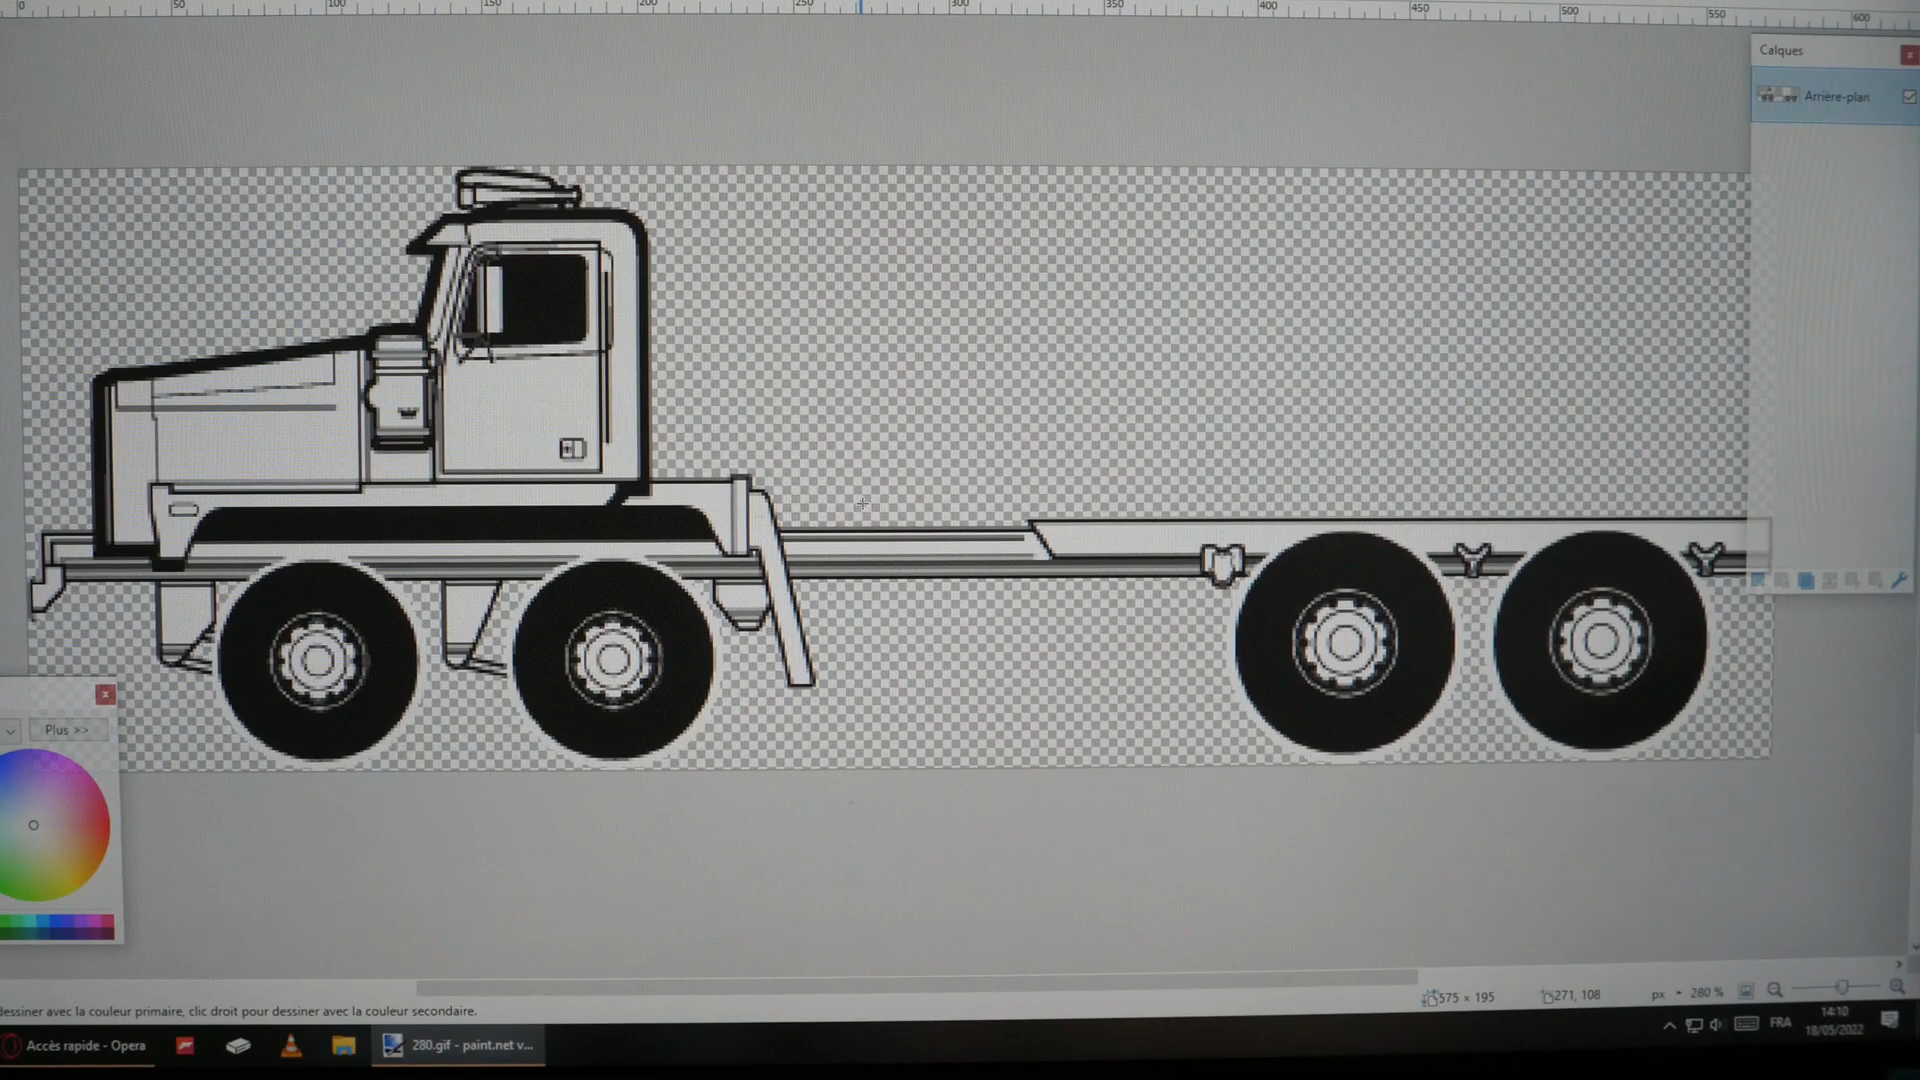 0 50 100 150 200 250 300 350 400 450 500 550 600
Calques
Arrière-plan
Plus >>
575 × 195
271, 108
px
280 %
dessiner avec la couleur primaire, clic droit pour dessiner avec la couleur secondaire.
Accès rapide - Opera
280.gif - paint.net v...
FRA
14:10
18/05/2022